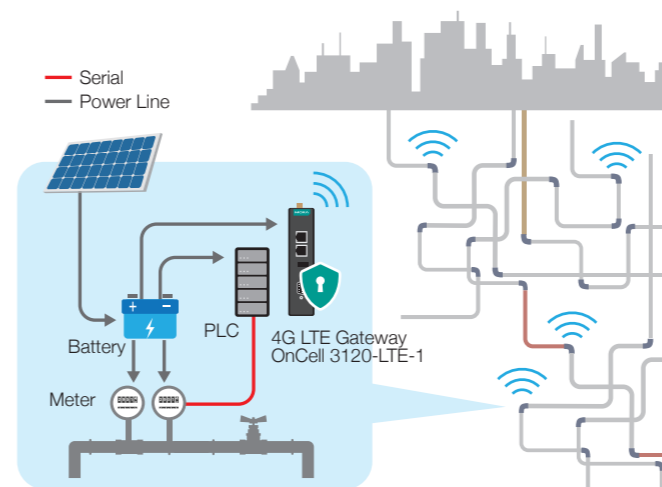 Serial
Power Line
PLC
4G LTE Gateway
OnCell 3120-LTE-1
Battery
Meter